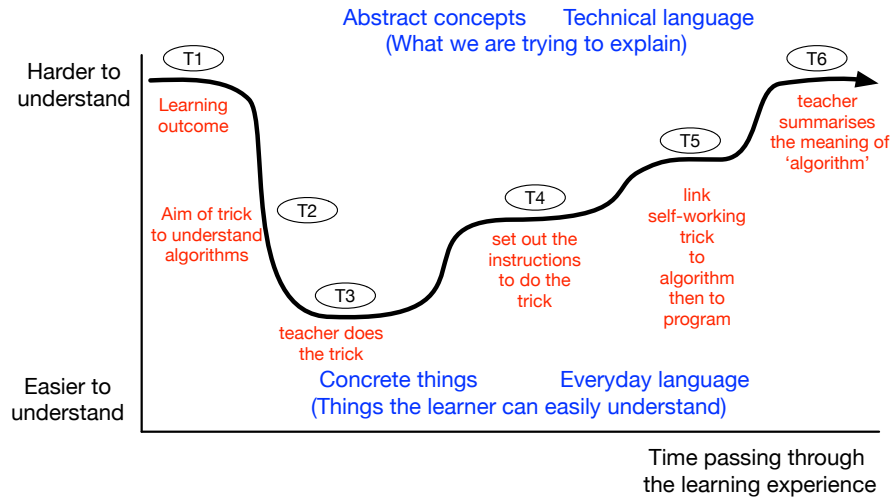 Abstract concepts Technical language
(What we are trying to explain)
Harder to
understand
T1
Learning
outcome
Aim of trick
to understand
algorithms
T2
T3
teacher does
the trick
T4
set out the
instructions
to do the
trick
T5
link
self-working
trick
to
algorithm
then to
program
T6
teacher
summarises
the meaning of
‘algorithm’
Concrete things Everyday language
(Things the learner can easily understand)
Easier to
understand
Time passing through
the learning experience